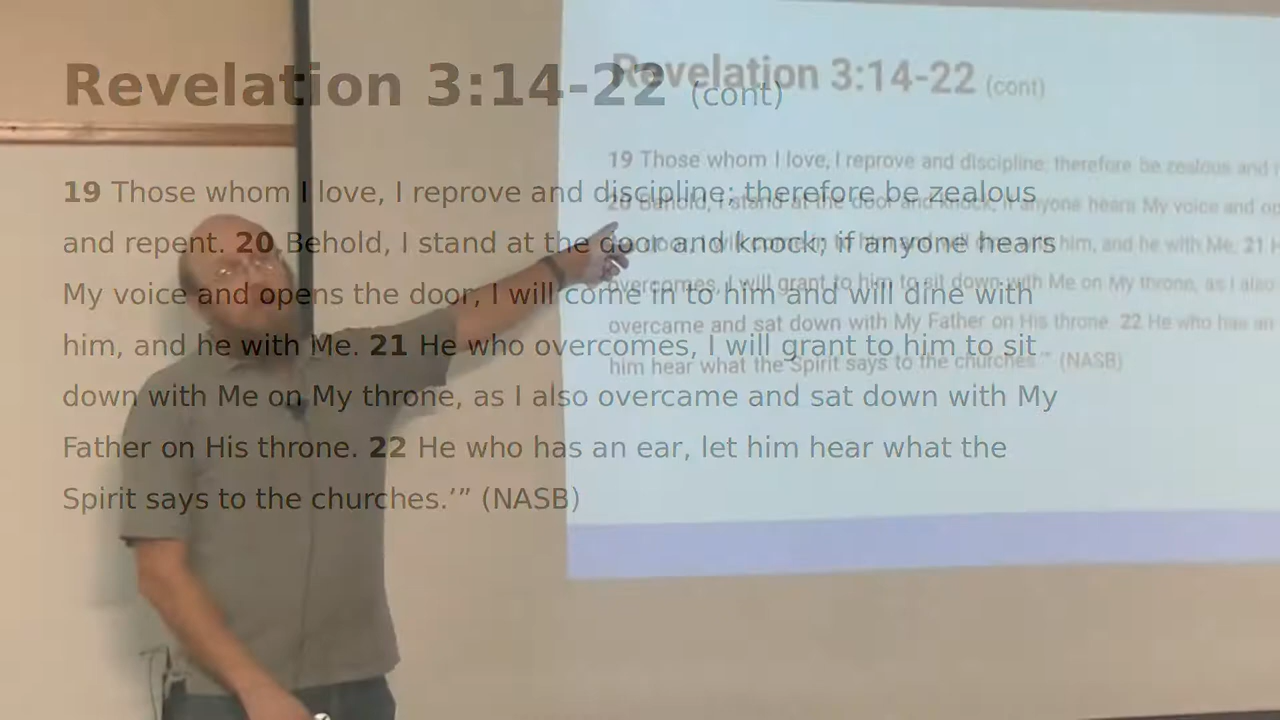 Revelation 3:14-22 (cont)
19 Those whom I love, I reprove and discipline; therefore be zealous
and repent. 20 Behold, I stand at the door and knock; if anyone hears
My voice and opens the door, I will come in to him and will dine with
him, and he with Me. 21 He who overcomes, I will grant to him to sit
down with Me on My throne, as I also overcame and sat down with My
Father on His throne. 22 He who has an ear, let him hear what the
Spirit says to the churches.’” (NASB)
Revelation 3:14-22 (cont)
19 Those whom I love, I reprove and discipline; therefore be zealous and
20 Behold, I stand at the door and knock; if anyone hears My voice and
him, and he with Me. 21
overcomes, I will grant to him to sit down with Me on My throne, as I also
overcame and sat down with My Father on His throne. 22 He who has an
him hear what the Spirit says to the churches.’” (NASB)